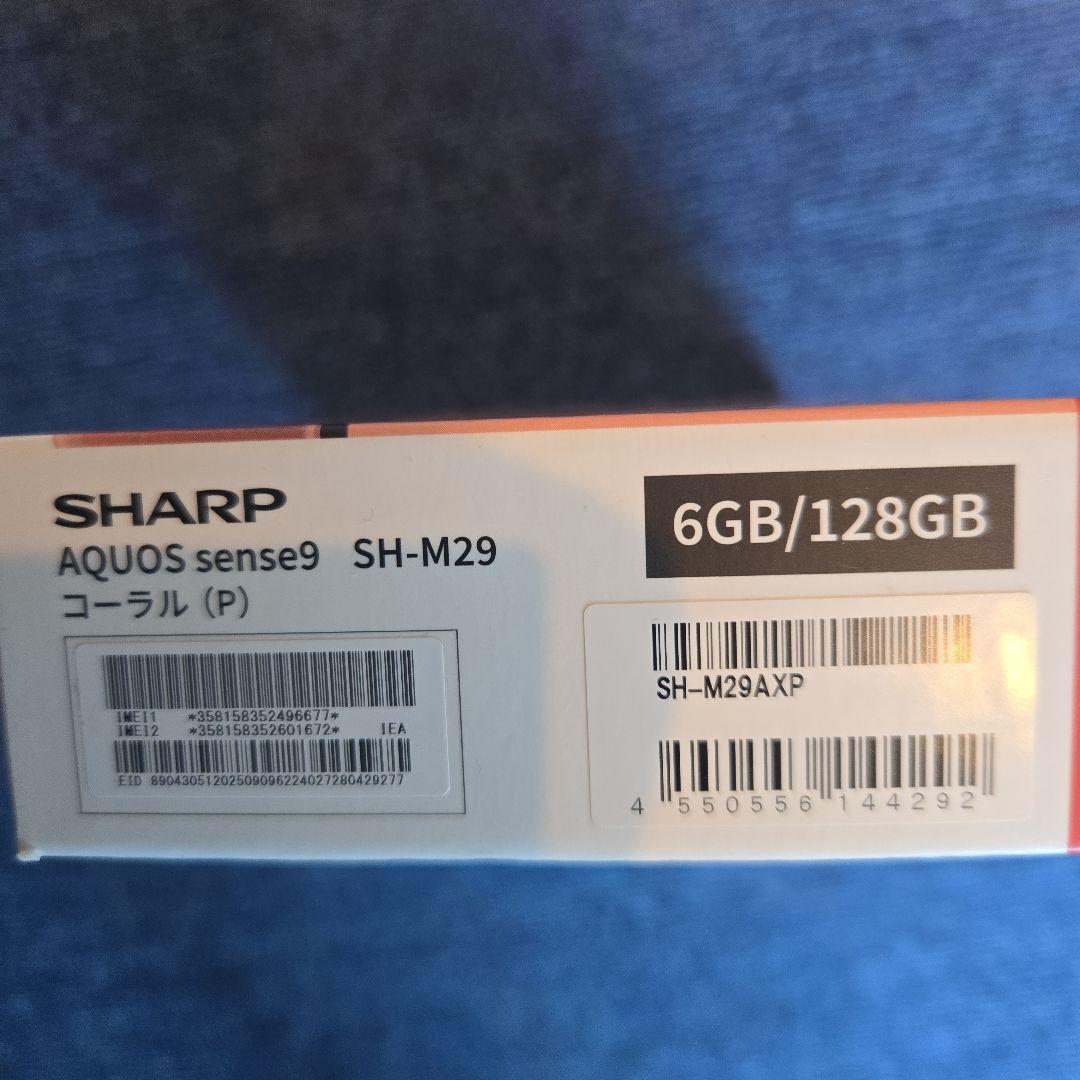 SHARP
AQUOS sense9 SH-M29
コーラル（P）
6GB/128GB
IMEI1 *358158352496677*
IMEI2 *358158352601672* IEA
EID 89043051202509096224027280429277
SH-M29AXP
4 550556 144292